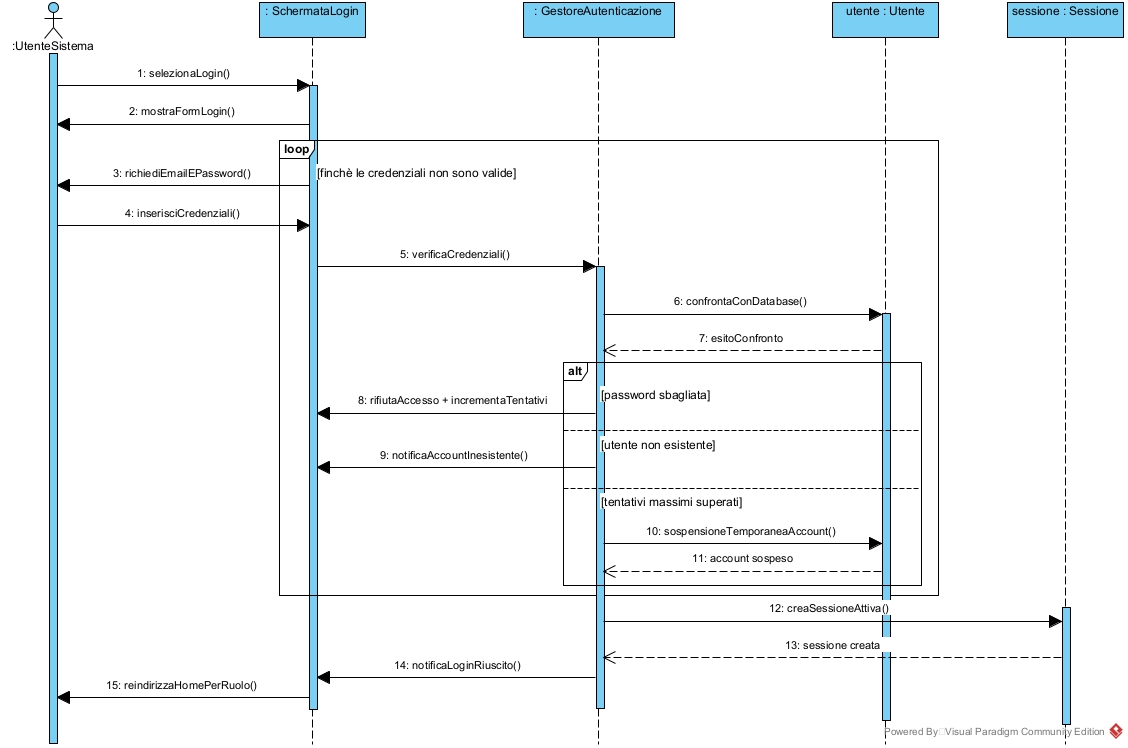 : SchermataLogin
: GestoreAutenticazione
utente : Utente
sessione : Sessione
:UtenteSistema
1: selezionaLogin()
2: mostraFormLogin()
loop
[finchè le credenziali non sono valide]
3: richiediEmailEPassword()
4: inserisciCredenziali()
5: verificaCredenziali()
6: confrontaConDatabase()
7: esitoConfronto
alt
[password sbagliata]
8: rifiutaAccesso + incrementaTentativi
[utente non esistente]
9: notificaAccountInesistente()
[tentativi massimi superati]
10: sospensioneTemporaneaAccount()
11: account sospeso
12: creaSessioneAttiva()
13: sessione creata
14: notificaLoginRiuscito()
15: reindirizzaHomePerRuolo()
Powered By Visual Paradigm Community Edition